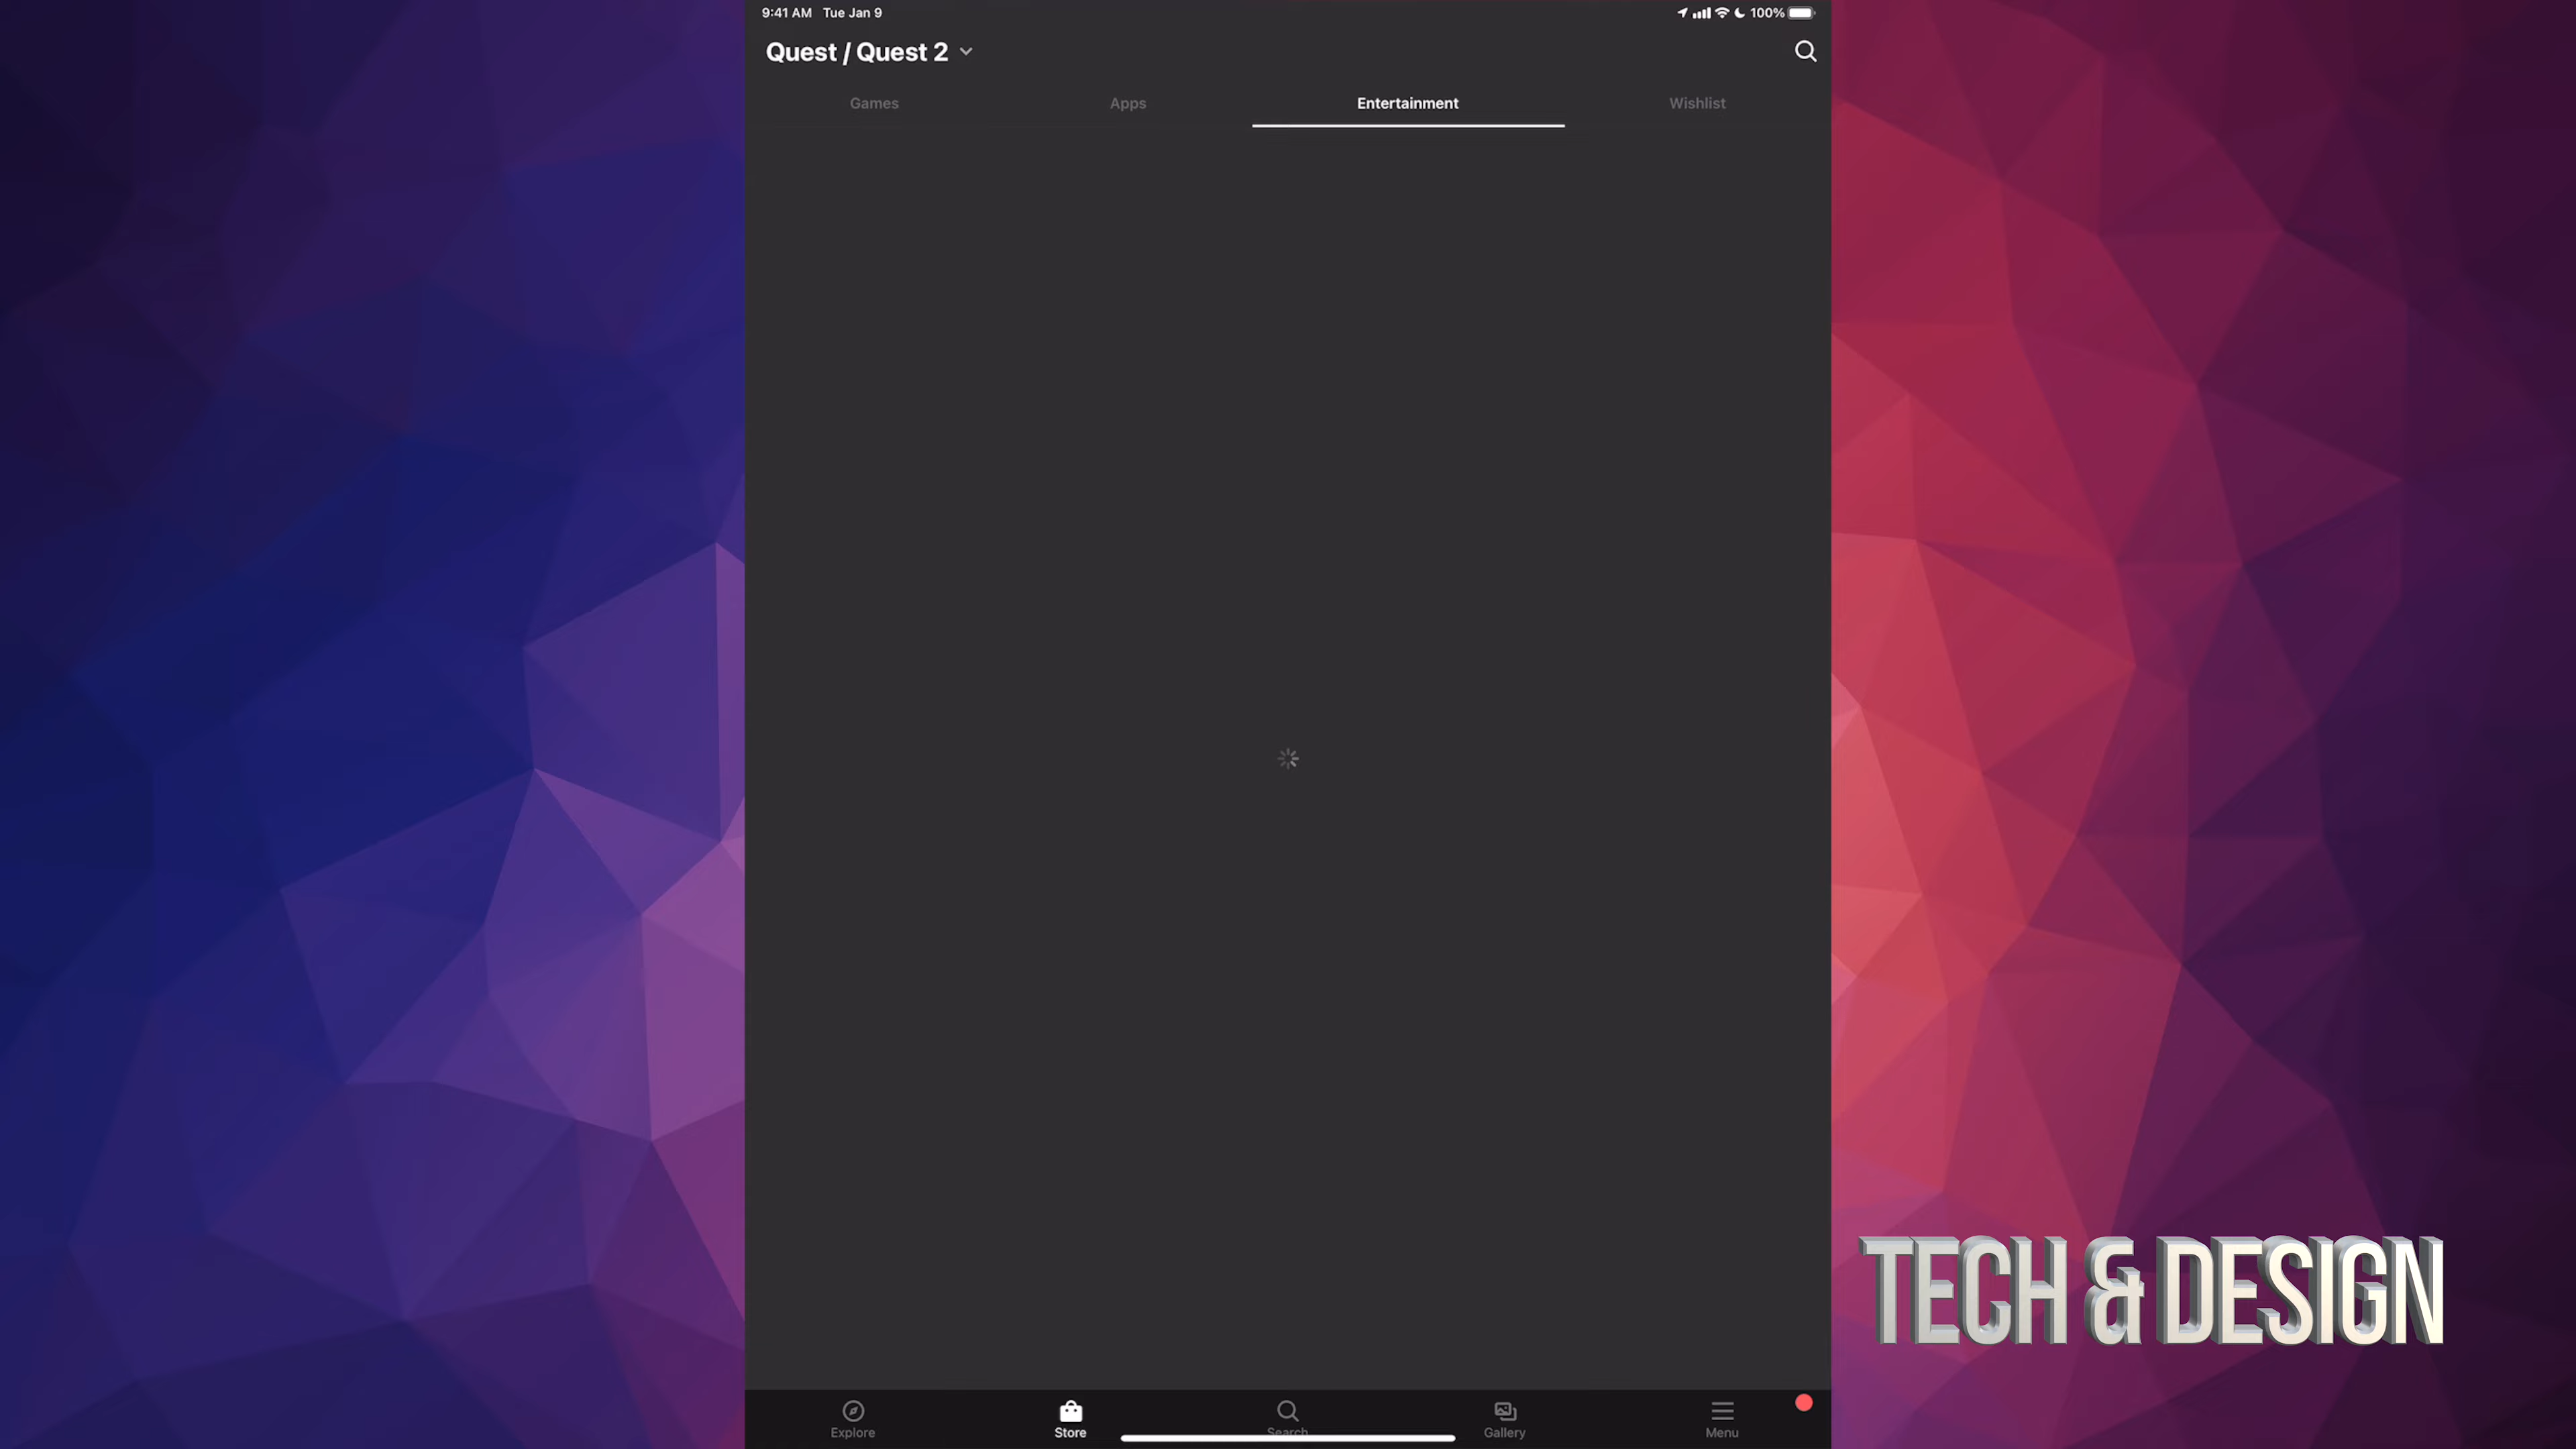 9:41 AM Tue Jan 9
100%
Quest / Quest 2
Games
Apps
Entertainment
Wishlist
TECH & DESIGN
Explore
Store
Search
Gallery
Menu